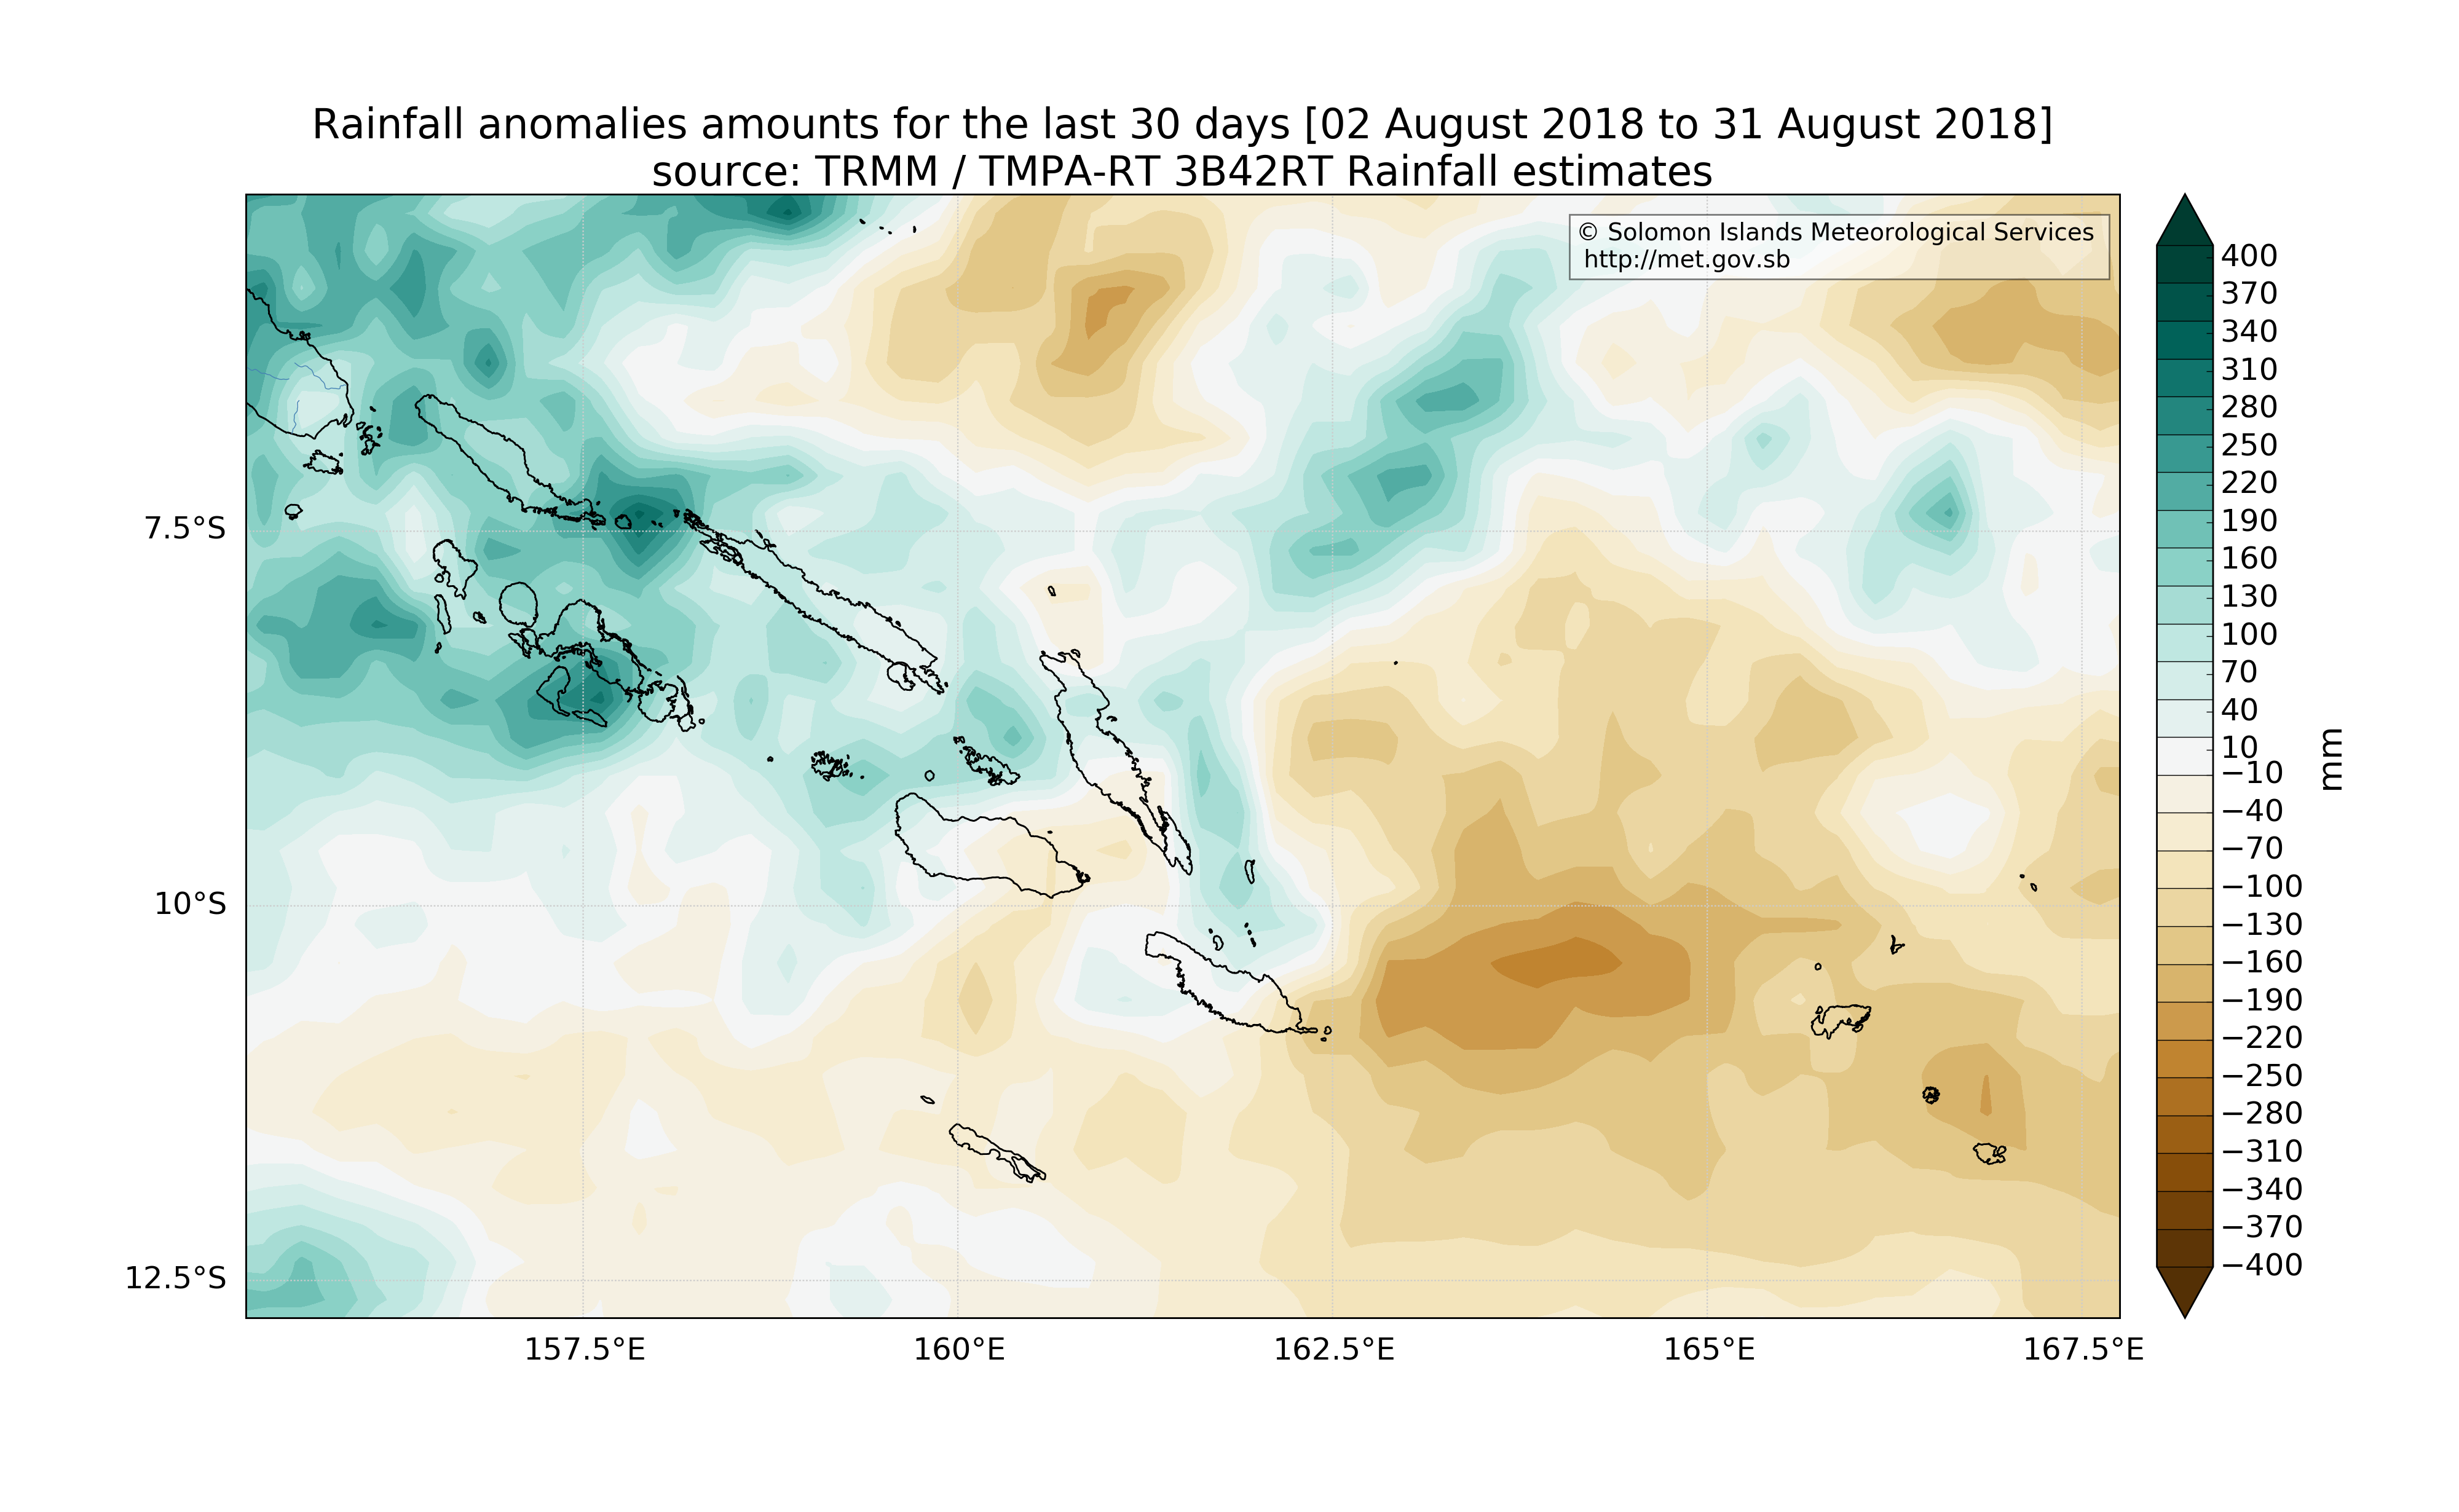 Rainfall anomalies amounts for the last 30 days [02 August 2018 to 31 August 2018]
source: TRMM / TMPA-RT 3B42RT Rainfall estimates
© Solomon Islands Meteorological Services
http://met.gov.sb
7.5°S
10°S
12.5°S
157.5°E
160°E
162.5°E
165°E
167.5°E
400
370
340
310
280
250
220
190
160
130
100
70
40
10
−10
−40
−70
−100
−130
−160
−190
−220
−250
−280
−310
−340
−370
−400
mm